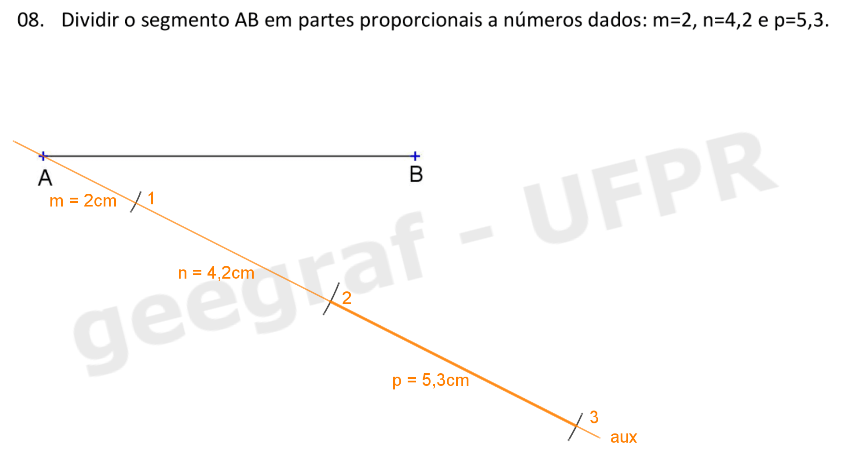 08. Dividir o segmento AB em partes proporcionais a números dados: m=2, n=4,2 e p=5,3.
A
B
m = 2cm
1
n = 4,2cm
2
p = 5,3cm
3
aux
geegraf - UFPR